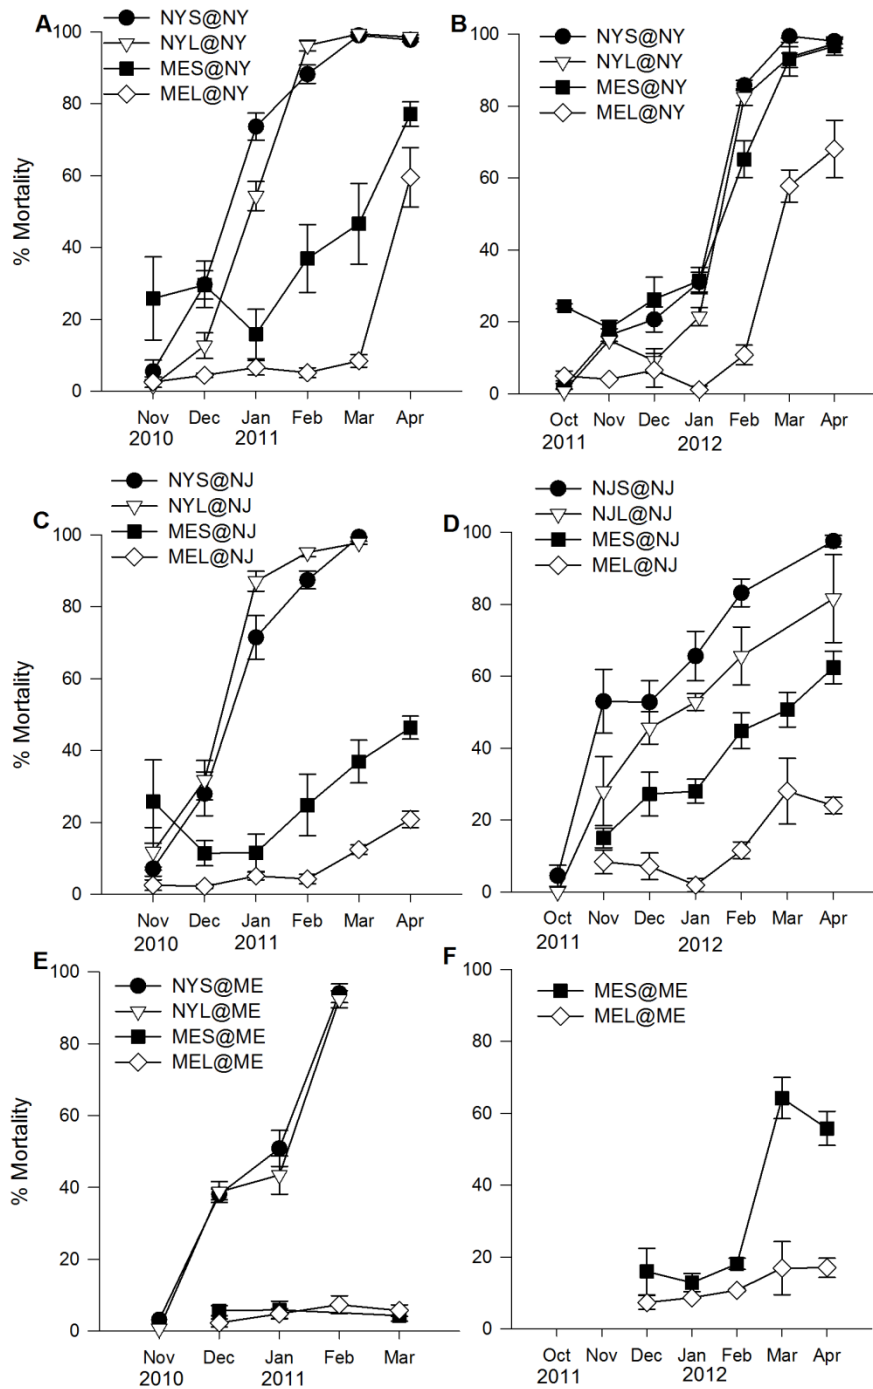 A
NYS@NY
NYL@NY
MES@NY
MEL@NY
% Mortality
100
80
60
40
20
0
Nov Dec Jan Feb Mar Apr
2010 2011
B
NYS@NY
NYL@NY
MES@NY
MEL@NY
100
80
60
40
20
0
Oct Nov Dec Jan Feb Mar Apr
2011 2012
C
NYS@NJ
NYL@NJ
MES@NJ
MEL@NJ
% Mortality
100
80
60
40
20
0
Nov Dec Jan Feb Mar Apr
2010 2011
D
NJS@NJ
NJL@NJ
MES@NJ
MEL@NJ
100
80
60
40
20
0
Oct Nov Dec Jan Feb Mar Apr
2011 2012
E
NYS@ME
NYL@ME
MES@ME
MEL@ME
% Mortality
100
80
60
40
20
0
Nov Dec Jan Feb Mar
2010 2011
F
MES@ME
MEL@ME
100
80
60
40
20
0
Oct Nov Dec Jan Feb Mar Apr
2011 2012